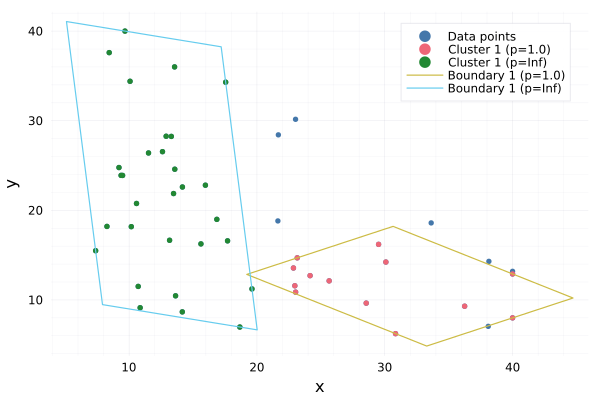 40
30
20
10
y
10
20
30
40
x
Data points
Cluster 1 (p=1.0)
Cluster 1 (p=Inf)
Boundary 1 (p=1.0)
Boundary 1 (p=Inf)